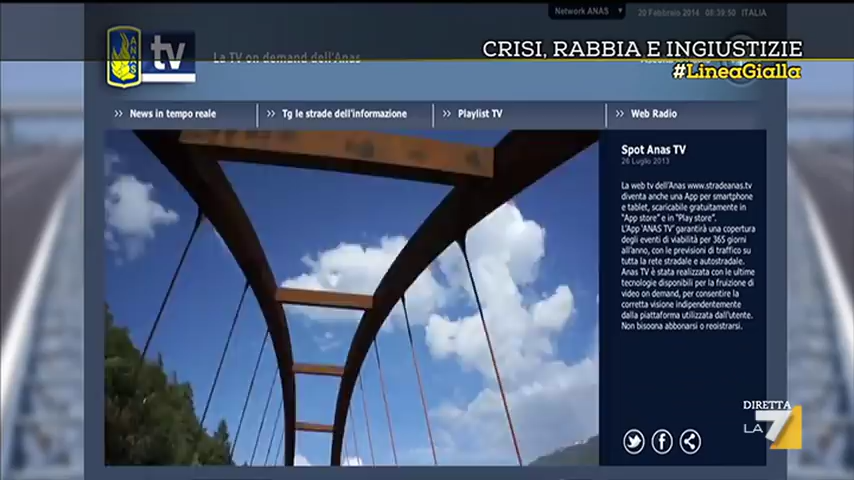 Network ANAS
20 Febbraio 2014 08:39:50 ITALIA
CRISI, RABBIA E INGIUSTIZIE
#LineaGialla
ANAS
tv
La TV on demand dell'Anas
>> News in tempo reale
>> Tg le strade dell'informazione
>> Playlist TV
>> Web Radio
Spot Anas TV
26 Luglio 2013
La web tv dell'Anas www.stradeanas.tv
diventa anche una App per smartphone
e tablet, scaricabile gratuitamente in
"App store" e in "Play store".
L'App 'ANAS TV' garantirà una copertura
degli eventi di viabilità per 365 giorni
all'anno, con le previsioni di traffico su
tutta la rete stradale e autostradale.
Anas TV è stata realizzata con le ultime
tecnologie disponibili per la fruizione di
video on demand, per consentire la
corretta visione indipendentemente
dalla piattaforma utilizzata dall'utente.
Non bisogna abbonarsi o registrarsi.
DIRETTA
LA 7